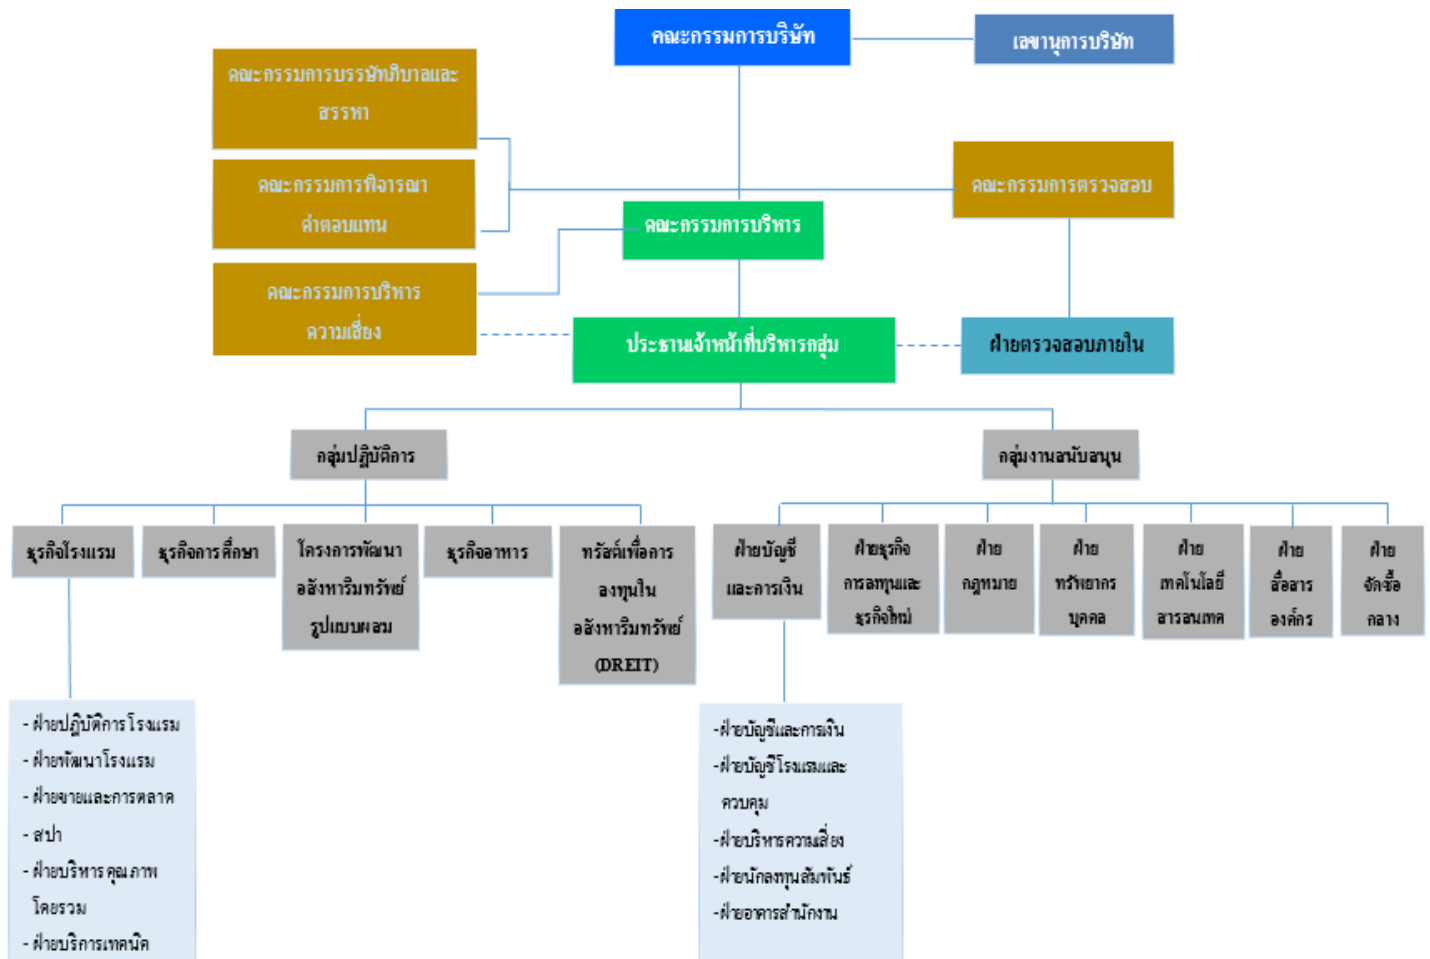 คณะกรรมการบริษัท
เลขานุการบริษัท
คณะกรรมการบรรษัทภิบาลและ
สรรหา
คณะกรรมการพิจารณา
ค่าตอบแทน
คณะกรรมการตรวจสอบ
คณะกรรมการบริหาร
คณะกรรมการบริหาร
ความเสี่ยง
ประธานเจ้าหน้าที่บริหารกลุ่ม
ฝ่ายตรวจสอบภายใน
กลุ่มปฏิบัติการ
กลุ่มงานสนับสนุน
ธุรกิจโรงแรม
ธุรกิจการศึกษา
โครงการพัฒนา
อสังหาริมทรัพย์
รูปแบบผสม
ธุรกิจอาหาร
ทรัสต์เพื่อการ
ลงทุนใน
อสังหาริมทรัพย์
(DREIT)
ฝ่ายบัญชี
และการเงิน
ฝ่ายธุรกิจ
การลงทุนและ
ธุรกิจใหม่
ฝ่าย
กฎหมาย
ฝ่าย
ทรัพยากร
บุคคล
ฝ่าย
เทคโนโลยี
สารสนเทศ
ฝ่าย
สื่อสาร
องค์กร
ฝ่าย
จัดซื้อ
กลาง
- ฝ่ายปฏิบัติการโรงแรม
- ฝ่ายพัฒนาโรงแรม
- ฝ่ายขายและการตลาด
- สปา
- ฝ่ายบริหารคุณภาพ
โดยรวม
- ฝ่ายบริการเทคนิค
-ฝ่ายบัญชีและการเงิน
-ฝ่ายบัญชีโรงแรมและ
ควบคุม
-ฝ่ายบริหารความเสี่ยง
-ฝ่ายนักลงทุนสัมพันธ์
-ฝ่ายอาคารสำนักงาน